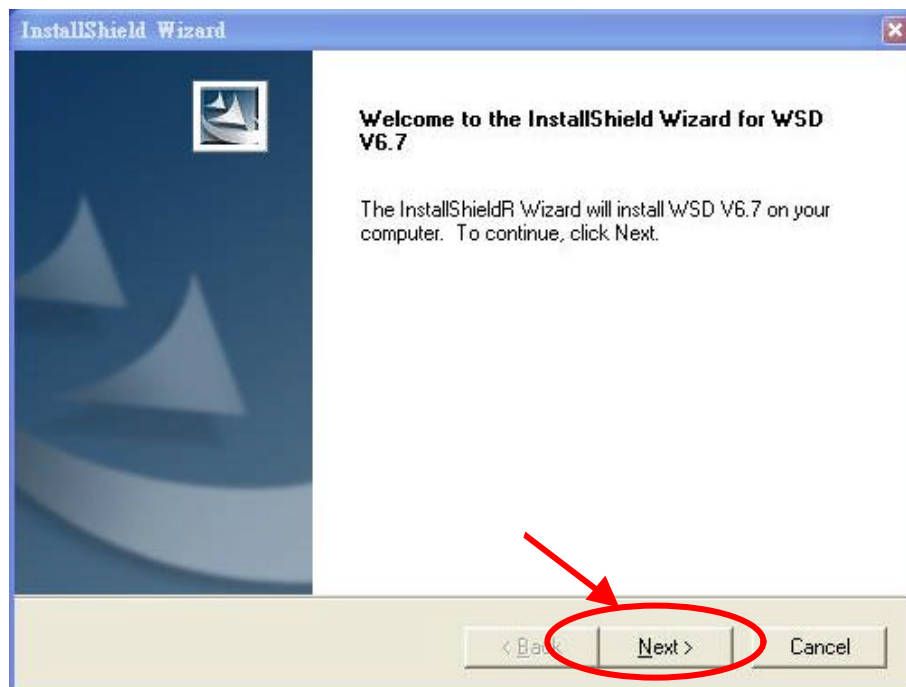 InstallShield Wizard
Welcome to the InstallShield Wizard for WSD
V6.7
The InstallShieldR Wizard will install WSD V6.7 on your
computer. To continue, click Next.
< Back Next > Cancel